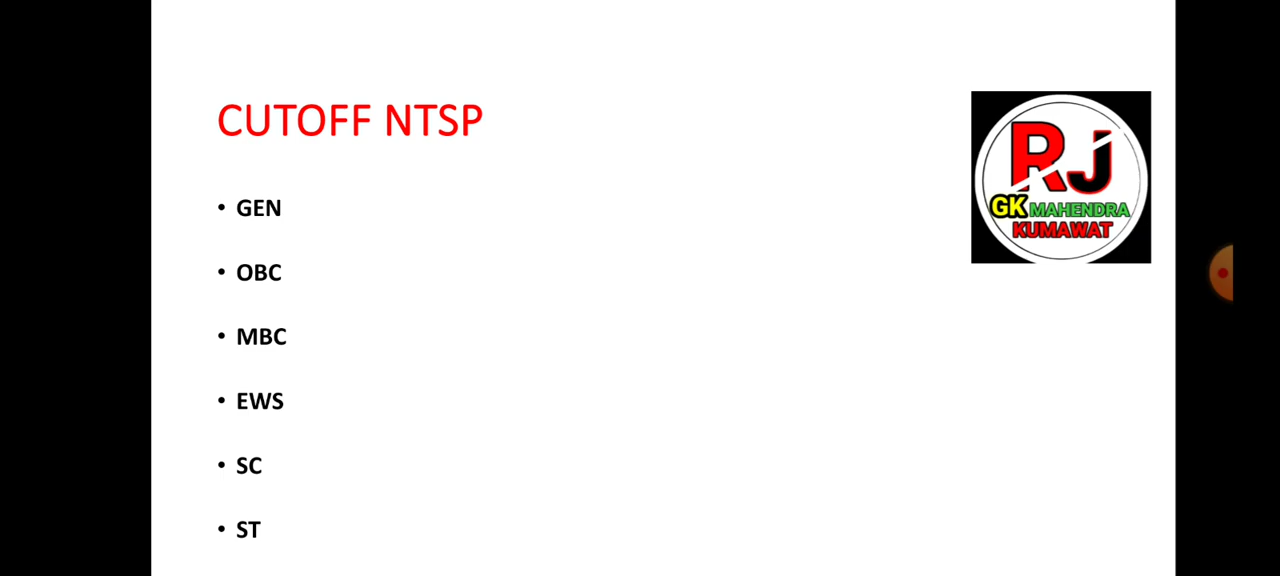 CUTOFF NTSP
• GEN
• OBC
• MBC
• EWS
• SC
• ST
RJ
GK MAHENDRA
KUMAWAT